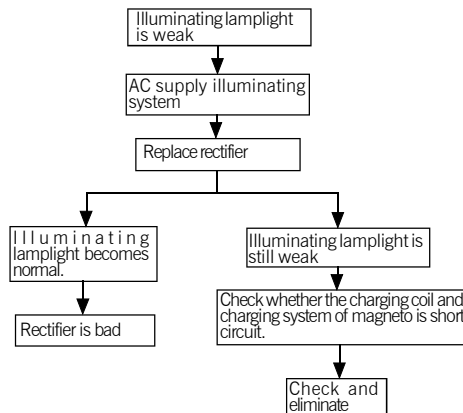 Illuminating lamplight
is weak
AC supply illuminating
system
Replace rectifier
Illuminating
lamplight becomes
normal.
Rectifier is bad
Illuminating lamplight is
still weak
Check whether the charging coil and
charging system of magneto is short
circuit.
Check and
eliminate